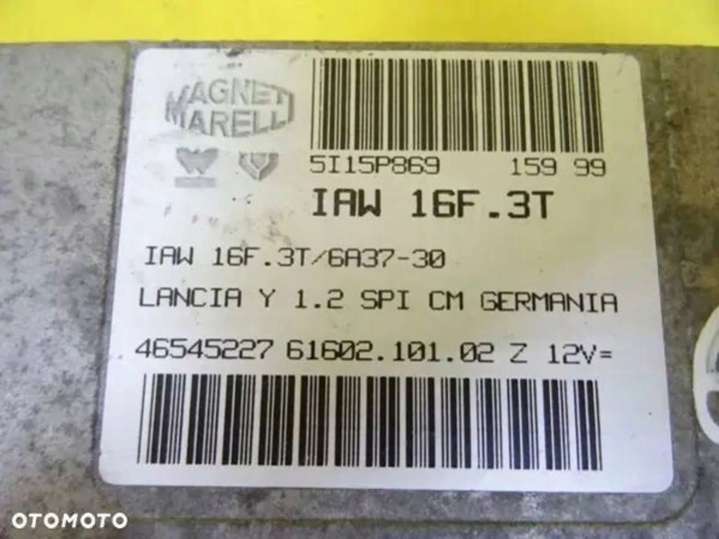 MAGNETI
MARELLI
5I15P869 159 99
IAW 16F.3T
IAW 16F.3T/6A37-30
LANCIA Y 1.2 SPI CM GERMANIA
46545227 61602.101.02 Z 12V=
OTOMOTO